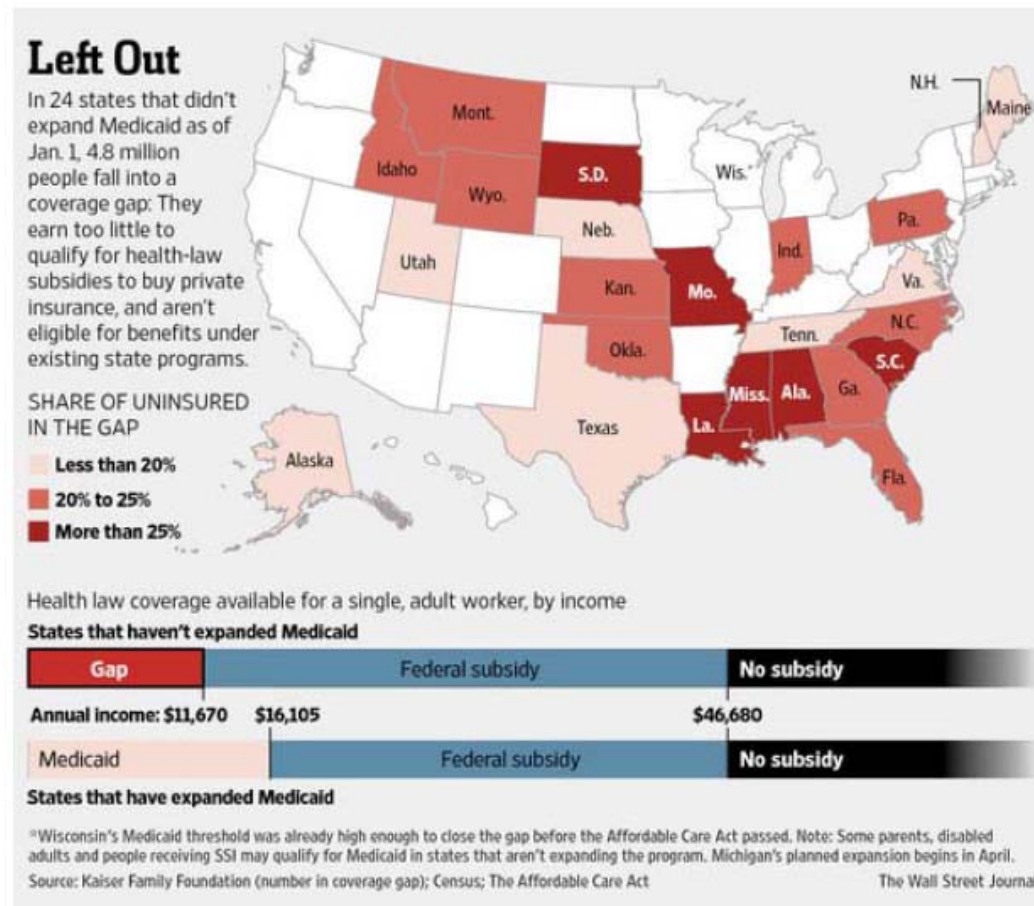 Left Out
In 24 states that didn't
expand Medicaid as of
Jan. 1, 4.8 million
people fall into a
coverage gap: They
earn too little to
qualify for health-law
subsidies to buy private
insurance, and aren't
eligible for benefits under
existing state programs.
SHARE OF UNINSURED
IN THE GAP
Less than 20%
20% to 25%
More than 25%
N.H.
Maine
Mont.
Idaho
Wyo.
S.D.
Wis.*
Neb.
Utah
Ind.
Pa.
Kan.
Mo.
Va.
Okla.
Tenn.
N.C.
S.C.
Miss.
Ala.
Ga.
Texas
La.
Fla.
Alaska
Health law coverage available for a single, adult worker, by income
States that haven't expanded Medicaid
Gap Federal subsidy No subsidy
Annual income: $11,670 $16,105 $46,680
Medicaid Federal subsidy No subsidy
States that have expanded Medicaid
*Wisconsin's Medicaid threshold was already high enough to close the gap before the Affordable Care Act passed. Note: Some parents, disabled
adults and people receiving SSI may qualify for Medicaid in states that aren't expanding the program. Michigan's planned expansion begins in April.
Source: Kaiser Family Foundation (number in coverage gap); Census; The Affordable Care Act The Wall Street Journa